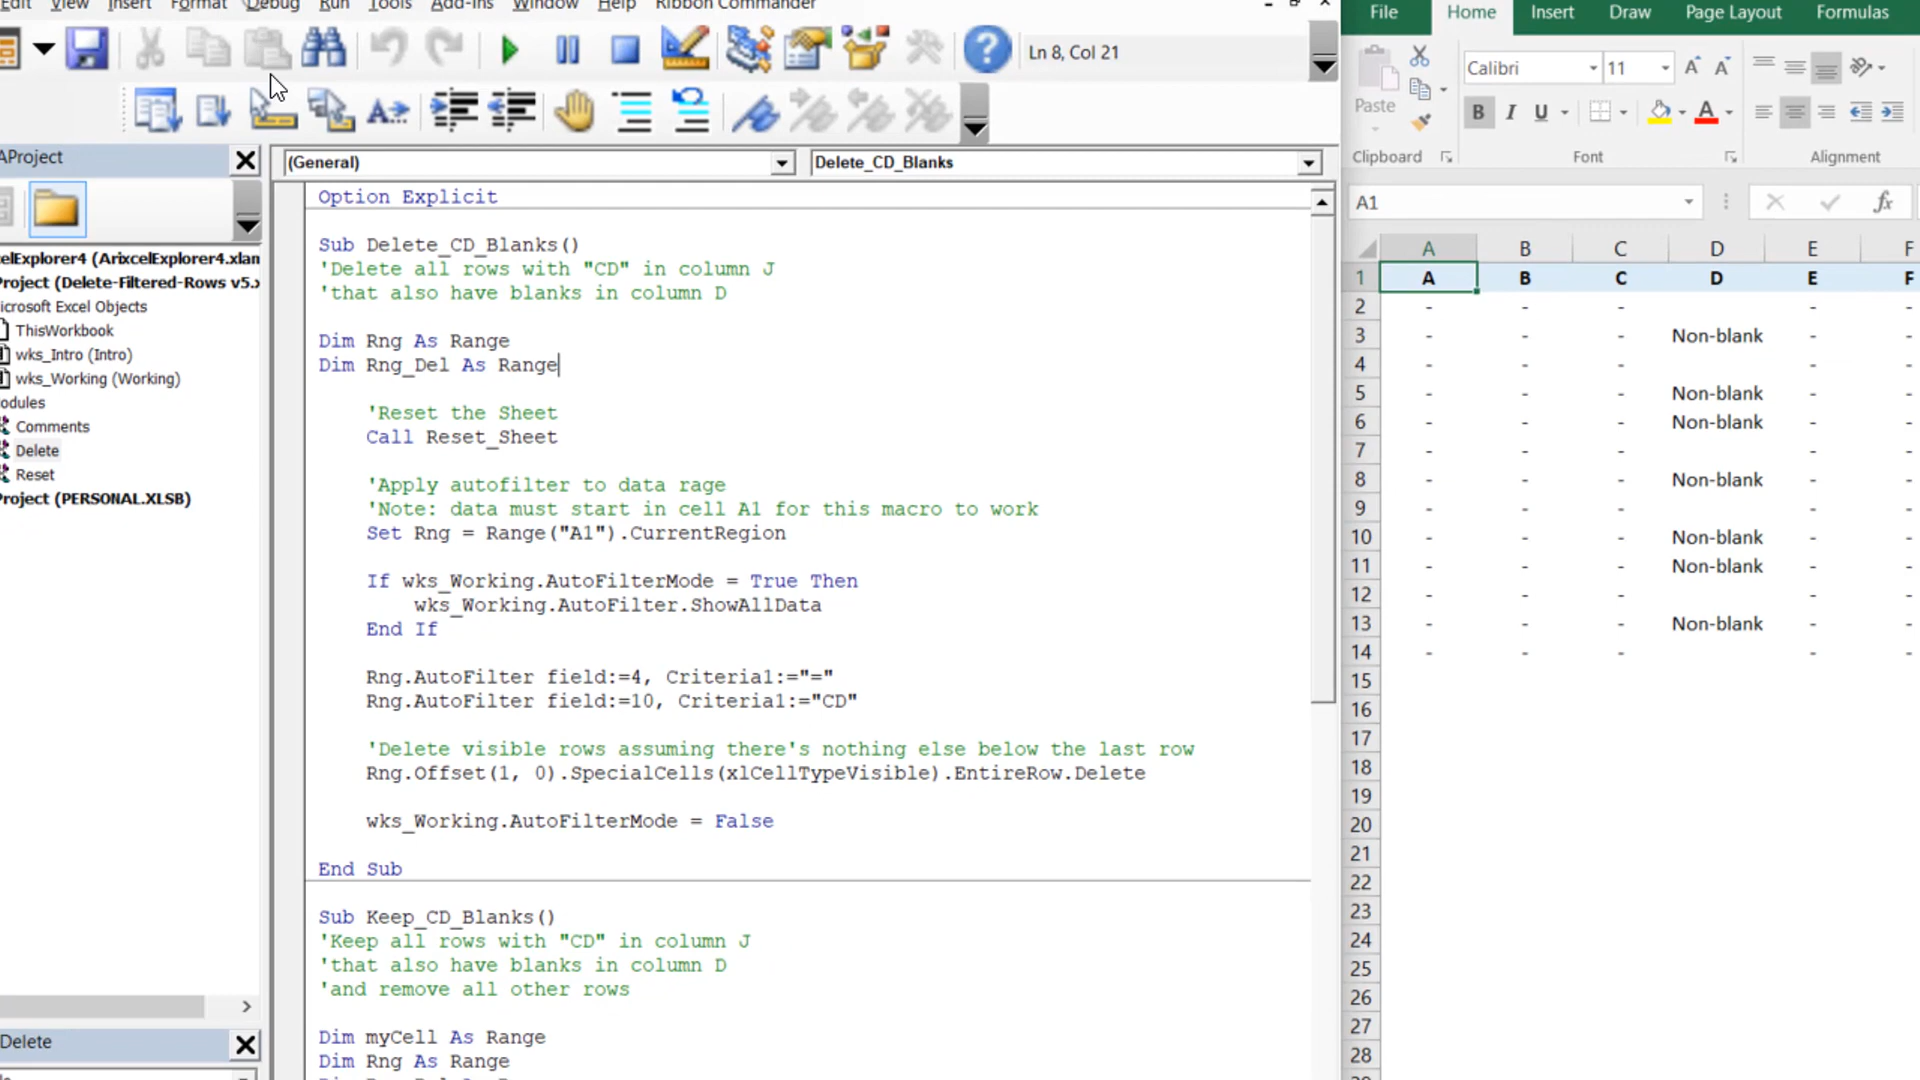 Edit View Insert Format Debug Run Tools Add-Ins Window Help Ribbon Commander
Ln 8, Col 21
AProject
celExplorer4 (ArixcelExplorer4.xlam
Project (Delete-Filtered-Rows v5.x
icrosoft Excel Objects
ThisWorkbook
wks_Intro (Intro)
wks_Working (Working)
odules
Comments
Delete
Reset
Project (PERSONAL.XLSB)
Delete
(General)
Delete_CD_Blanks
Option Explicit
Sub Delete_CD_Blanks()
'Delete all rows with "CD" in column J
'that also have blanks in column D
Dim Rng As Range
Dim Rng_Del As Range
'Reset the Sheet
Call Reset_Sheet
'Apply autofilter to data rage
'Note: data must start in cell A1 for this macro to work
Set Rng = Range("A1").CurrentRegion
If wks_Working.AutoFilterMode = True Then
wks_Working.AutoFilter.ShowAllData
End If
Rng.AutoFilter field:=4, Criteria1:="="
Rng.AutoFilter field:=10, Criteria1:="CD"
'Delete visible rows assuming there's nothing else below the last row
Rng.Offset(1, 0).SpecialCells(xlCellTypeVisible).EntireRow.Delete
wks_Working.AutoFilterMode = False
End Sub
Sub Keep_CD_Blanks()
'Keep all rows with "CD" in column J
'that also have blanks in column D
'and remove all other rows
Dim myCell As Range
Dim Rng As Range
File Home Insert Draw Page Layout Formulas
Calibri 11
Paste
B I U
Clipboard Font Alignment
A1 fx
A B C D E F
1 A B C D E F
2 - - - - -
3 - - - Non-blank - -
4 - - - - -
5 - - - Non-blank - -
6 - - - Non-blank - -
7 - - - - -
8 - - - Non-blank - -
9 - - - - -
10 - - - Non-blank - -
11 - - - Non-blank - -
12 - - - - -
13 - - - Non-blank - -
14 - - - - -
15
16
17
18
19
20
21
22
23
24
25
26
27
28